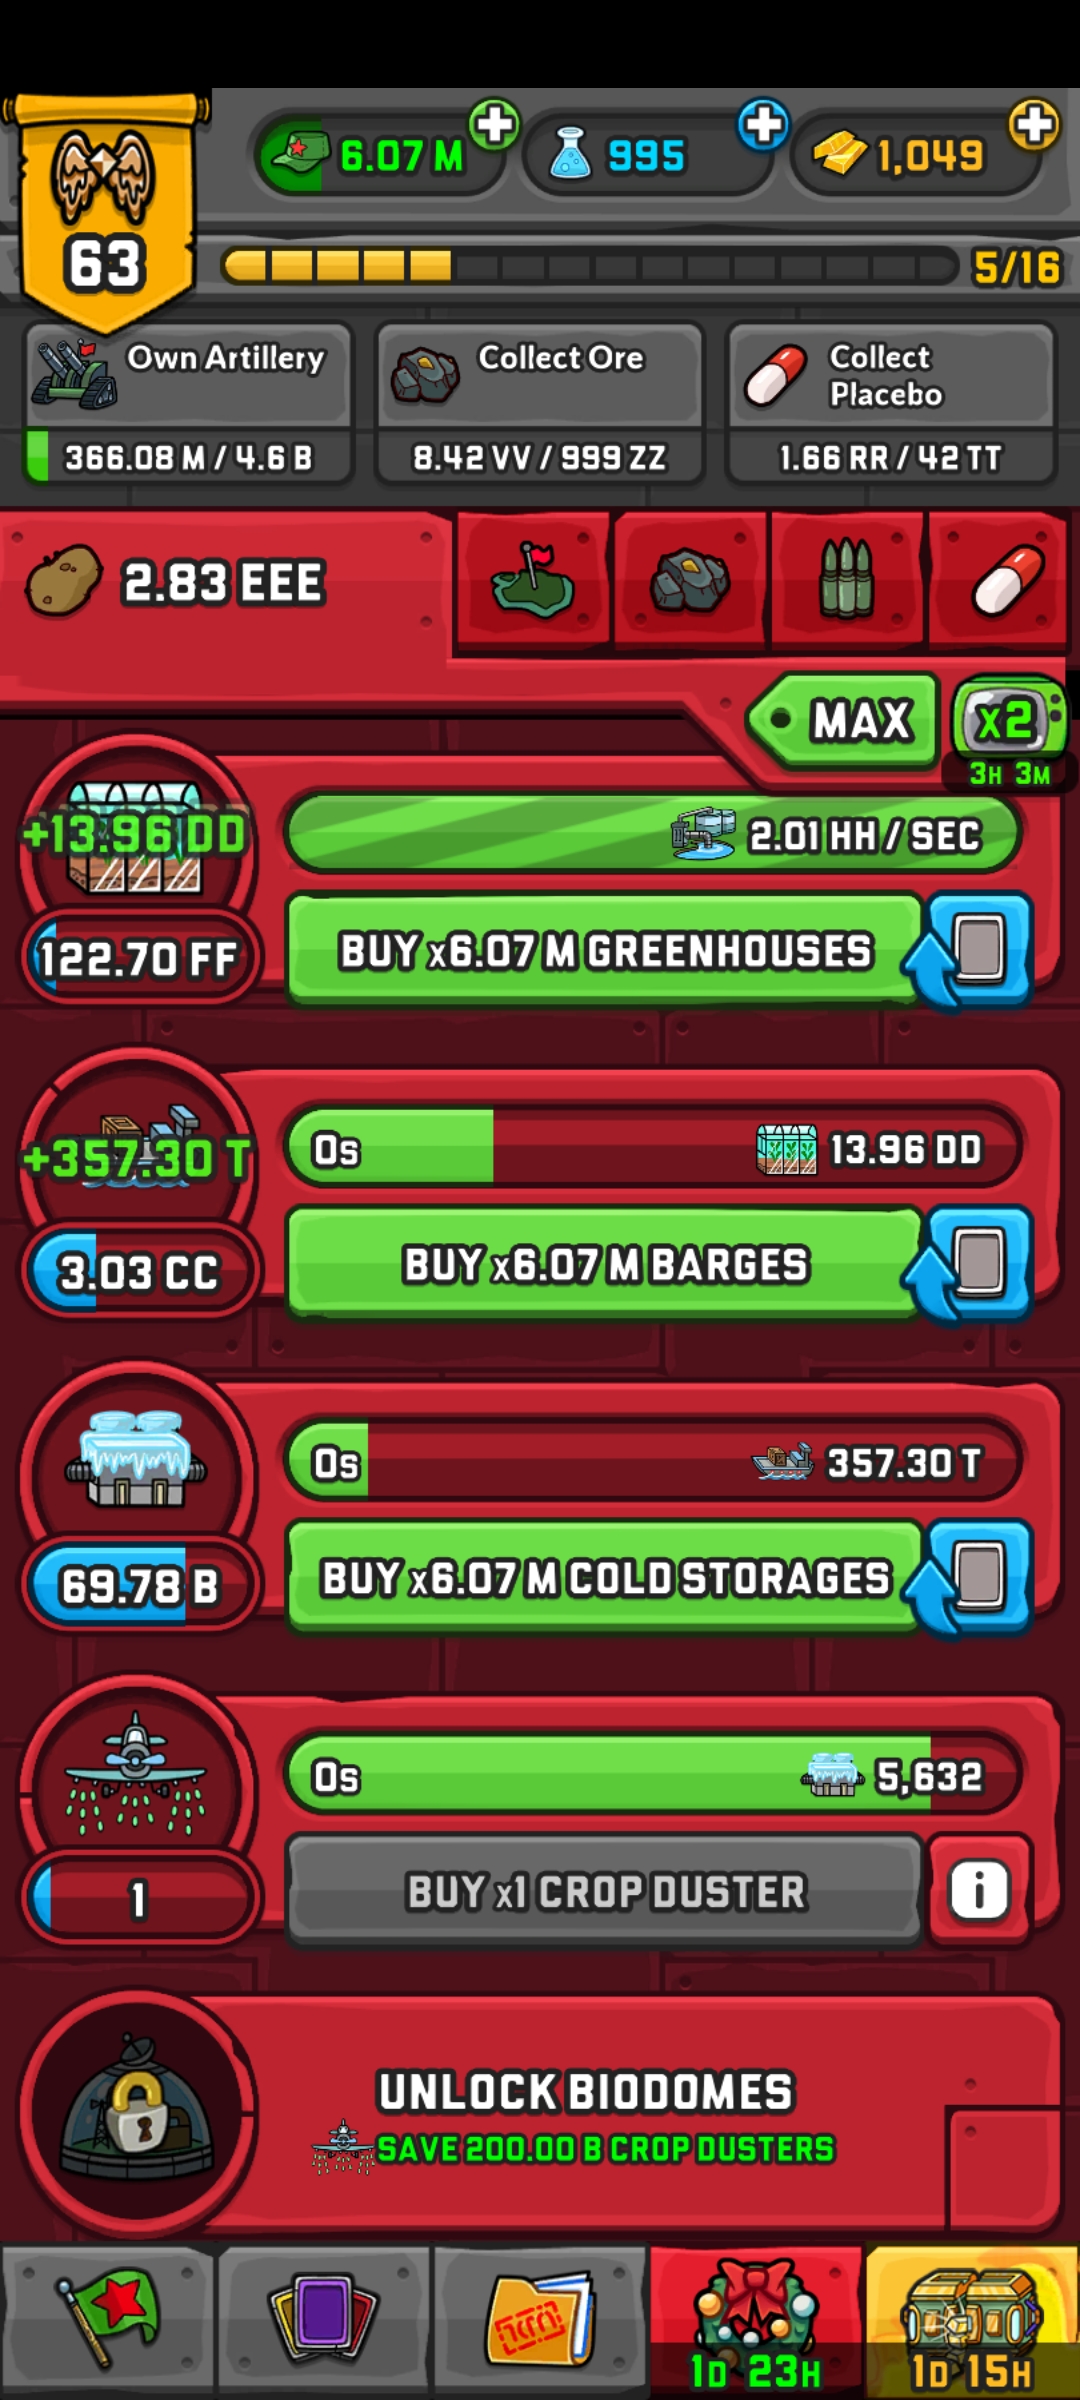 6.07 M
995
1,049
63
5/16
Own Artillery
366.08 M / 4.6 B
Collect Ore
8.42 VV / 999 ZZ
Collect
Placebo
1.66 RR / 42 TT
2.83 EEE
MAX
x2
3H 3M
+13.96 DD
2.01 HH / SEC
122.70 FF
BUY x6.07 M GREENHOUSES
+357.30 T
0s
13.96 DD
3.03 CC
BUY x6.07 M BARGES
0s
357.30 T
69.78 B
BUY x6.07 M COLD STORAGES
0s
5,632
1
BUY x1 CROP DUSTER
i
UNLOCK BIODOMES
SAVE 200.00 B CROP DUSTERS
1D 23H
1D 15H